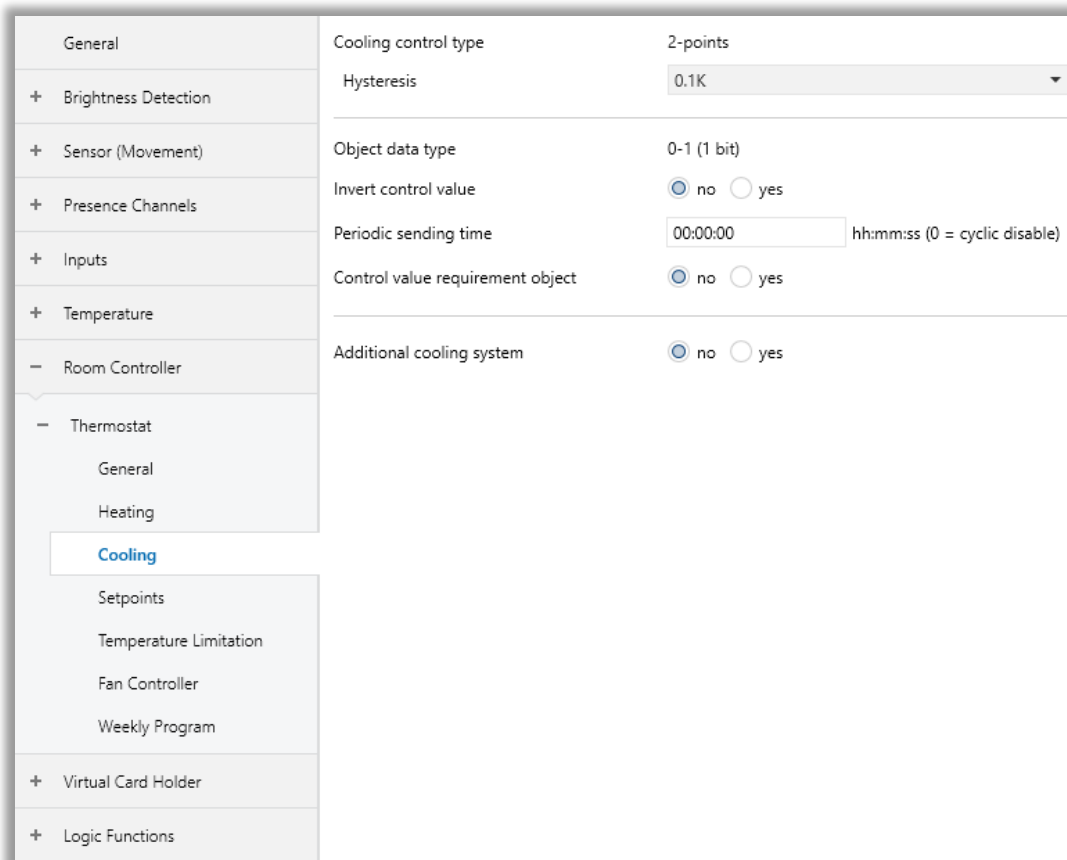 General
+ Brightness Detection
+ Sensor (Movement)
+ Presence Channels
+ Inputs
+ Temperature
− Room Controller
− Thermostat
General
Heating
Cooling
Setpoints
Temperature Limitation
Fan Controller
Weekly Program
+ Virtual Card Holder
+ Logic Functions
Cooling control type 2-points
Hysteresis 0.1K
Object data type 0-1 (1 bit)
Invert control value no yes
Periodic sending time 00:00:00 hh:mm:ss (0 = cyclic disable)
Control value requirement object no yes
Additional cooling system no yes